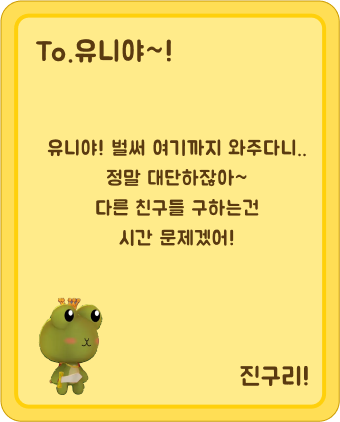 To.유니야~!
유니야! 벌써 여기까지 와주다니..
정말 대단하잖아~
다른 친구들 구하는건
시간 문제겠어!
진구리!